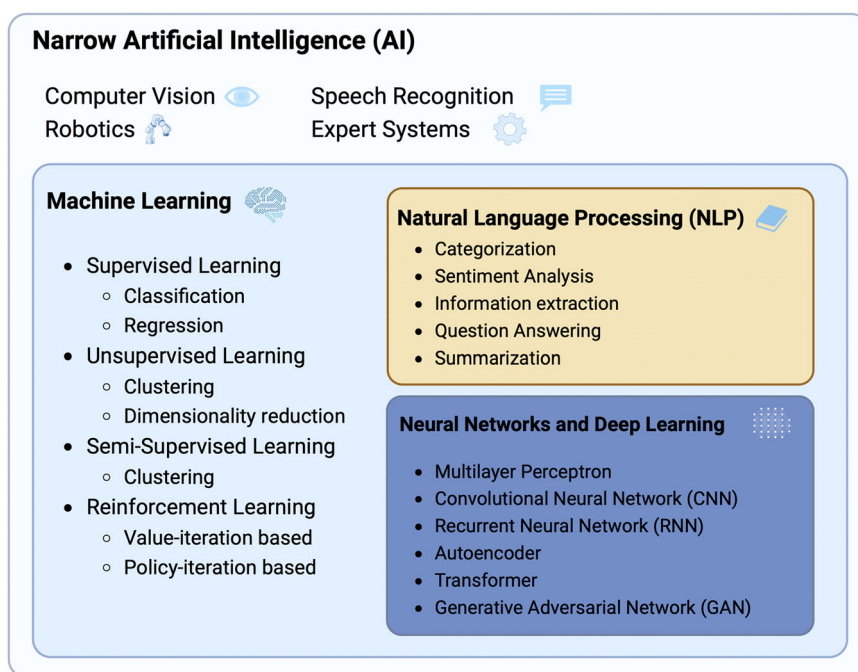 Narrow Artificial Intelligence (AI)
Computer Vision
Speech Recognition
Robotics
Expert Systems
Machine Learning
• Supervised Learning
◦ Classification
◦ Regression
• Unsupervised Learning
◦ Clustering
◦ Dimensionality reduction
• Semi-Supervised Learning
◦ Clustering
• Reinforcement Learning
◦ Value-iteration based
◦ Policy-iteration based
Natural Language Processing (NLP)
• Categorization
• Sentiment Analysis
• Information extraction
• Question Answering
• Summarization
Neural Networks and Deep Learning
• Multilayer Perceptron
• Convolutional Neural Network (CNN)
• Recurrent Neural Network (RNN)
• Autoencoder
• Transformer
• Generative Adversarial Network (GAN)